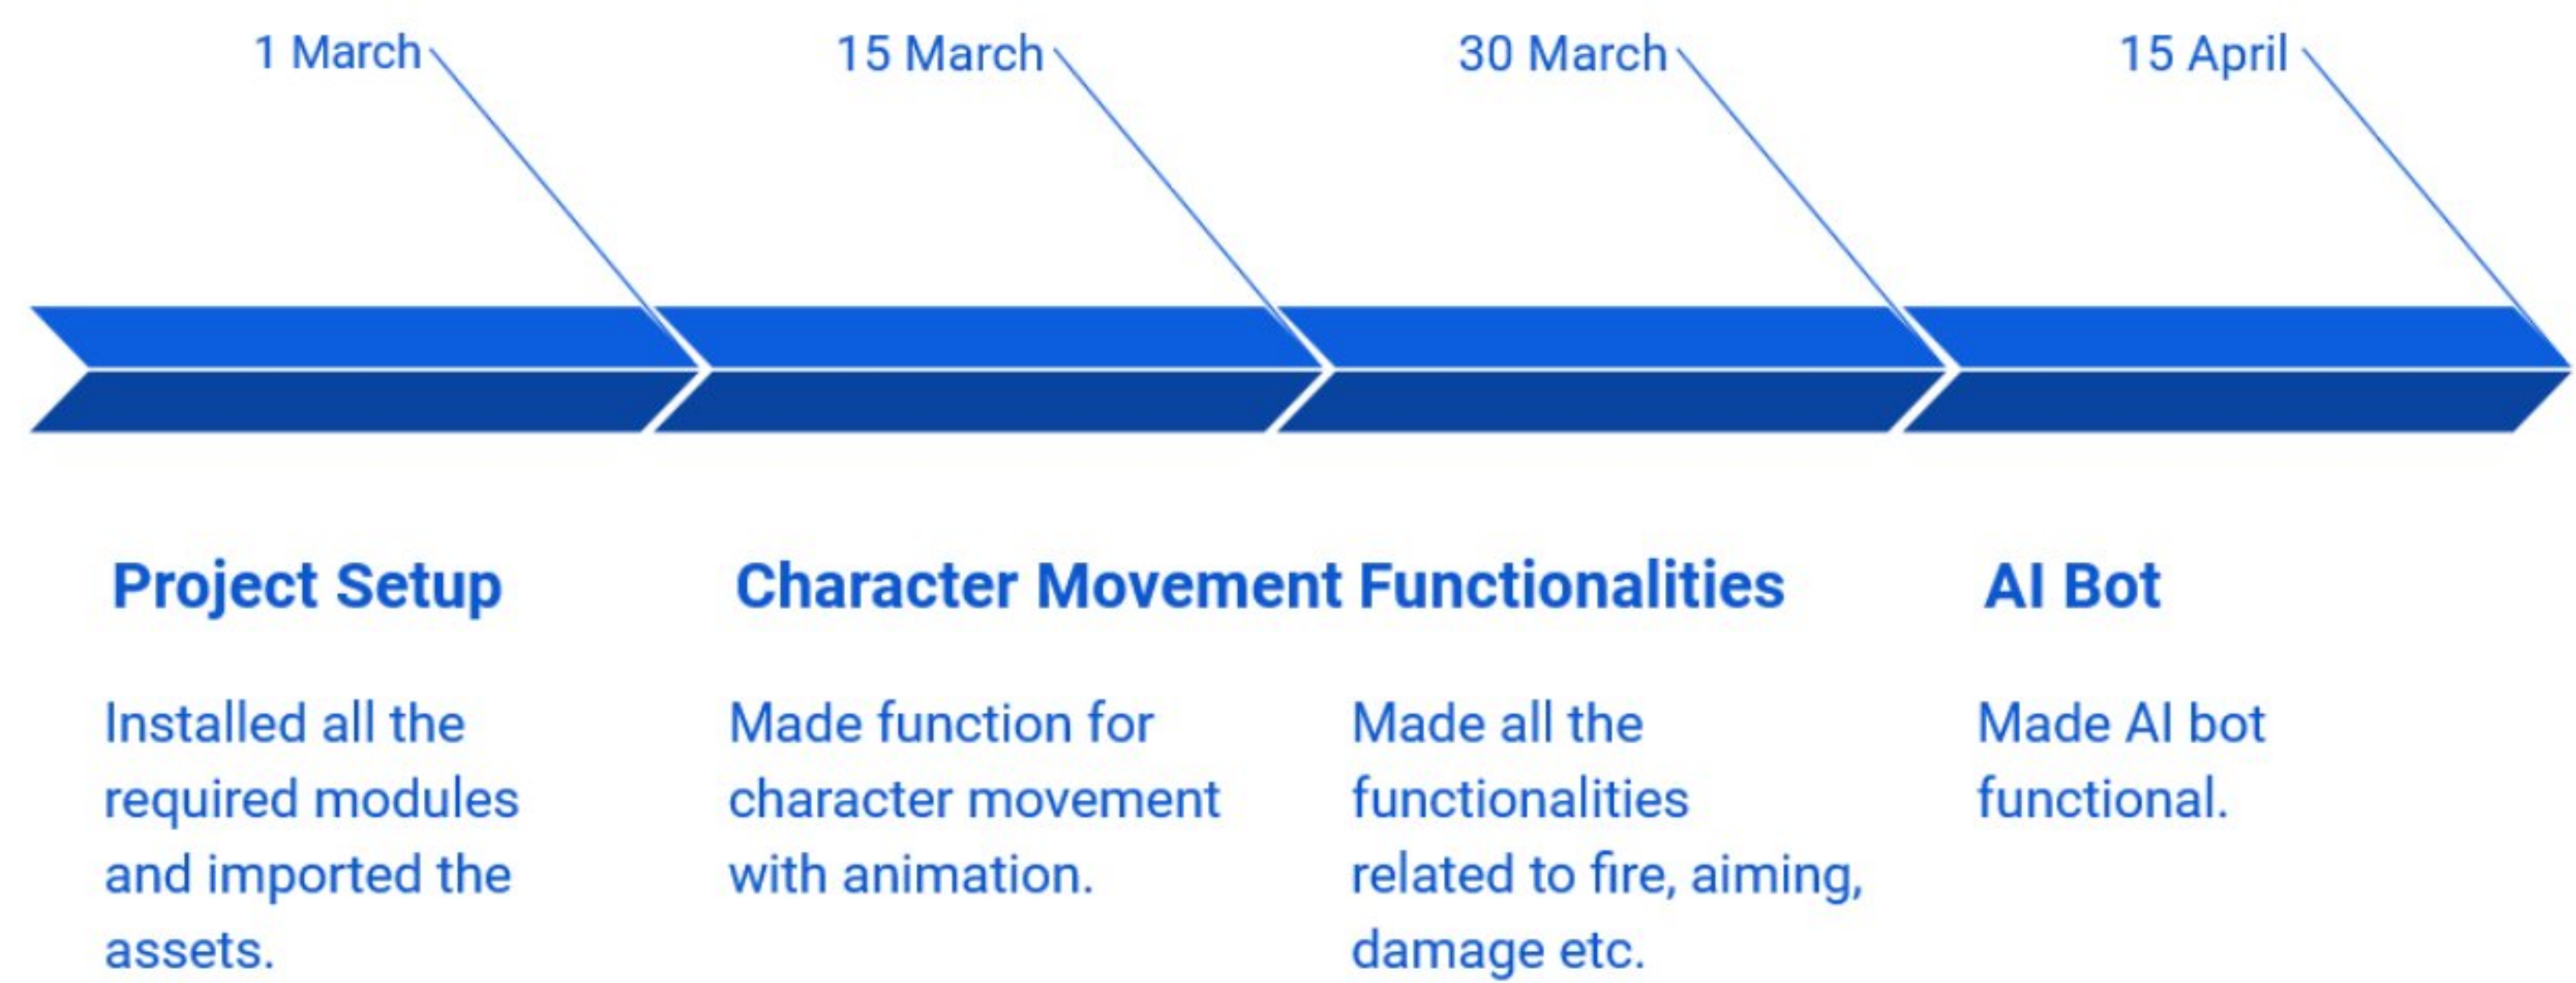 1 March
15 March
30 March
15 April
Project Setup
Character Movement
Functionalities
AI Bot
Installed all the
required modules
and imported the
assets.
Made function for
character movement
with animation.
Made all the
functionalities
related to fire, aiming,
damage etc.
Made AI bot
functional.